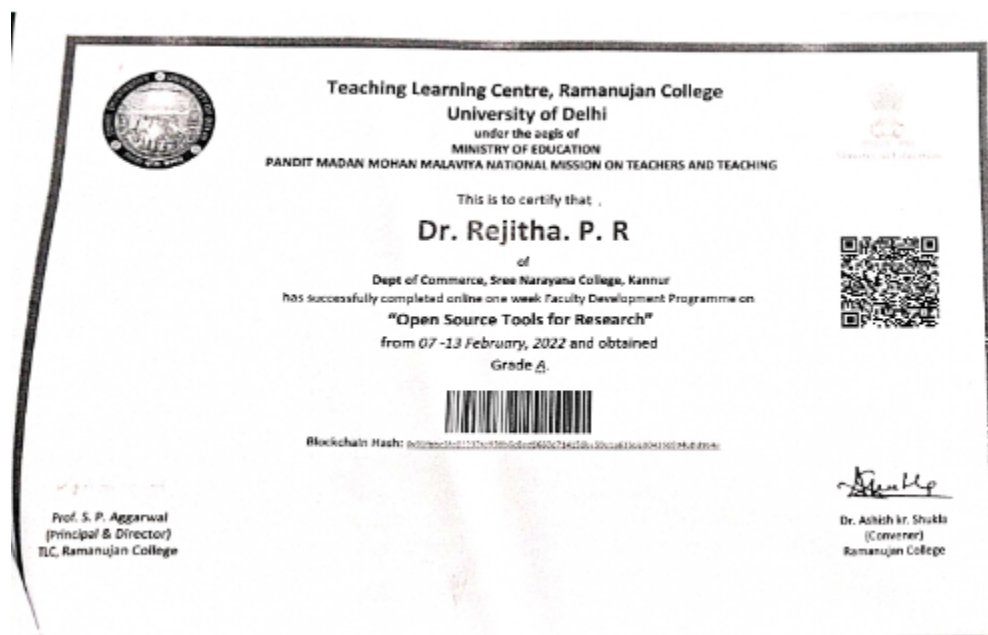 Teaching Learning Centre, Ramanujan College
University of Delhi
under the aegis of
MINISTRY OF EDUCATION
PANDIT MADAN MOHAN MALAVIYA NATIONAL MISSION ON TEACHERS AND TEACHING
This is to certify that
Dr. Rejitha. P. R
of
Dept of Commerce, Sree Narayana College, Kannur
has successfully completed online one week Faculty Development Programme on
"Open Source Tools for Research"
from 07 -13 February, 2022 and obtained
Grade A.
Blockchain Hash:
Prof. S. P. Aggarwal
(Principal & Director)
TLC, Ramanujan College
Dr. Ashish kr. Shukla
(Convener)
Ramanujan College